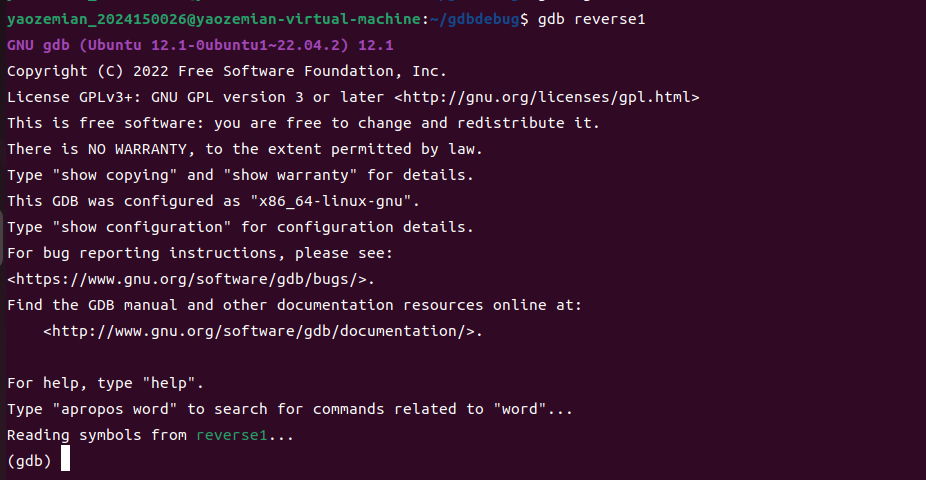 yaozemian_2024150026@yaozemian-virtual-machine:~/gdbdebug$ gdb reverse1
GNU gdb (Ubuntu 12.1-0ubuntu1~22.04.2) 12.1
Copyright (C) 2022 Free Software Foundation, Inc.
License GPLv3+: GNU GPL version 3 or later <http://gnu.org/licenses/gpl.html>
This is free software: you are free to change and redistribute it.
There is NO WARRANTY, to the extent permitted by law.
Type "show copying" and "show warranty" for details.
This GDB was configured as "x86_64-linux-gnu".
Type "show configuration" for configuration details.
For bug reporting instructions, please see:
<https://www.gnu.org/software/gdb/bugs/>.
Find the GDB manual and other documentation resources online at:
    <http://www.gnu.org/software/gdb/documentation/>.
For help, type "help".
Type "apropos word" to search for commands related to "word"...
Reading symbols from reverse1...
(gdb)